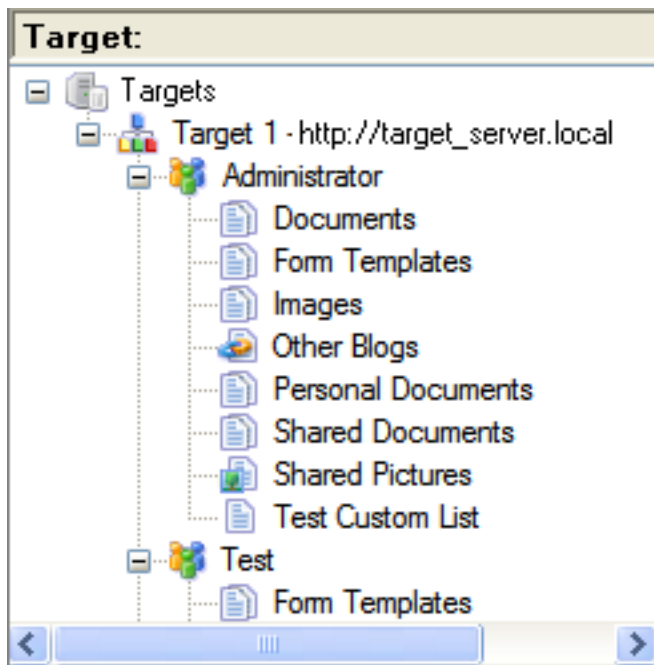 Target:
Targets
Target 1 - http://target_server.local
Administrator
Documents
Form Templates
Images
Other Blogs
Personal Documents
Shared Documents
Shared Pictures
Test Custom List
Test
Form Templates